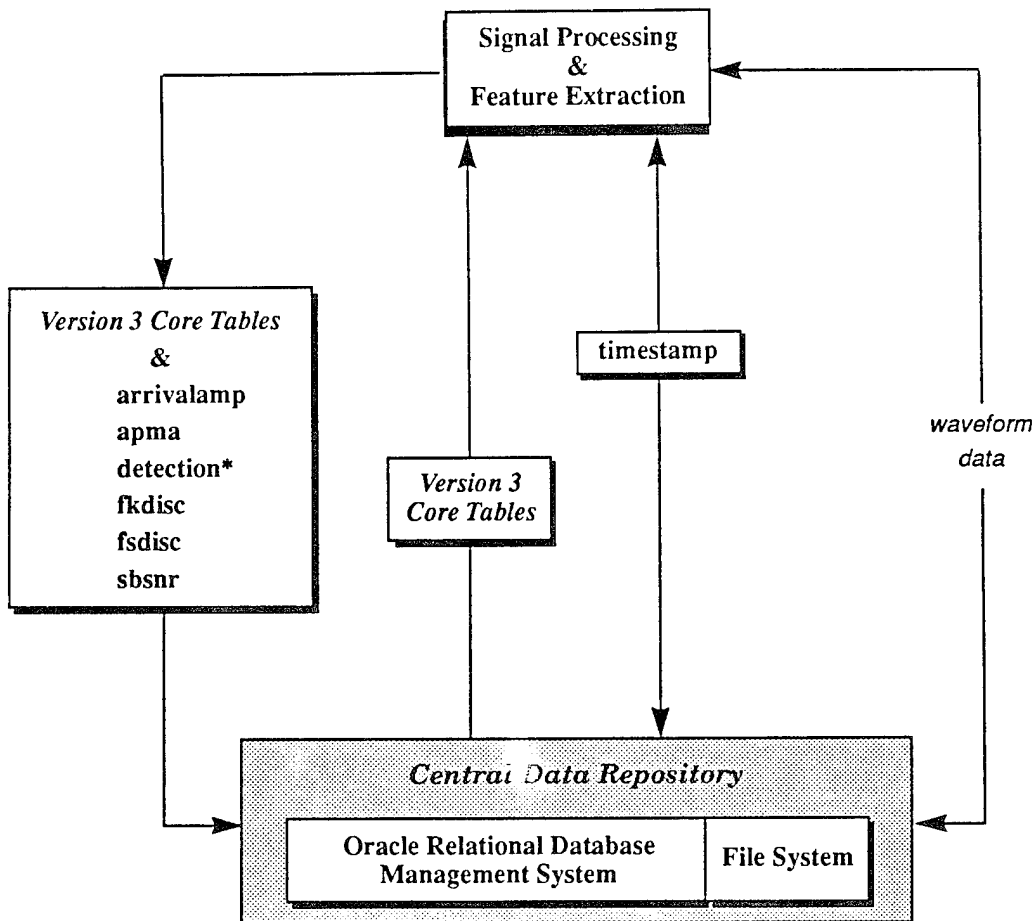 Signal Processing
&
Feature Extraction
Version 3 Core Tables
&
arrivalamp
apma
detection*
fkdisc
fsdisc
sbsnr
timestamp
Version 3
Core Tables
waveform
data
Central Data Repository
Oracle Relational Database
Management System
File System